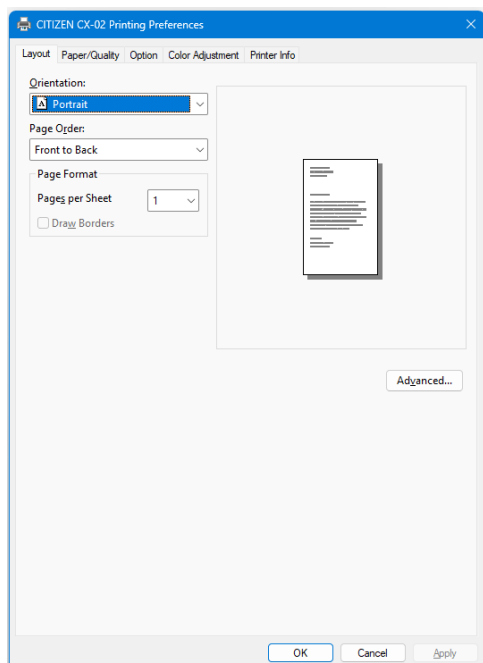 CITIZEN CX-02 Printing Preferences
Layout Paper/Quality Option Color Adjustment Printer Info
Orientation:
Portrait
Page Order:
Front to Back
Page Format
Pages per Sheet 1
Draw Borders
Advanced...
OK Cancel Apply